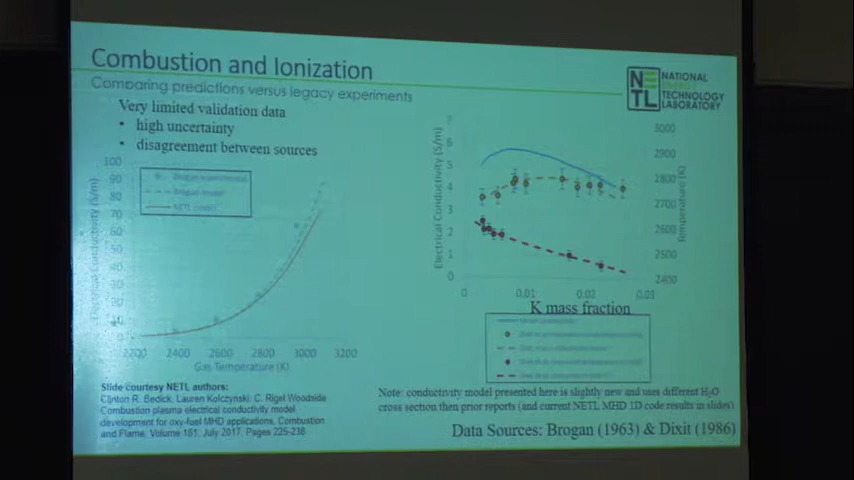 Combustion and Ionization
Comparing predictions versus legacy experiments
NETL
NATIONAL
ENERGY
TECHNOLOGY
LABORATORY
Very limited validation data
• high uncertainty
• disagreement between sources
Electrical Conductivity (S/m)
100
90
80
70
60
50
40
30
20
10
0
Brogan
Brogan model
NETL model
2200 2400 2600 2800 3000 3200
Gas Temperature (K)
Electrical Conductivity (S/m)
7
6
5
4
3
2
1
0
3000
2900
2800
2700
2600
2500
2400
Temperature (K)
0 0.01 0.02 0.03
K mass fraction
Slide courtesy NETL authors:
Clinton R. Bedick, Lauren Kolczynski, C. Rigel Woodside
Combustion plasma electrical conductivity model
development for oxy-fuel MHD applications, Combustion
and Flame, Volume 181, July 2017, Pages 225-238
Note: conductivity model presented here is slightly new and uses different H₂O
cross section then prior reports (and current NETL MHD 1D code results in slides)
Data Sources: Brogan (1963) & Dixit (1986)